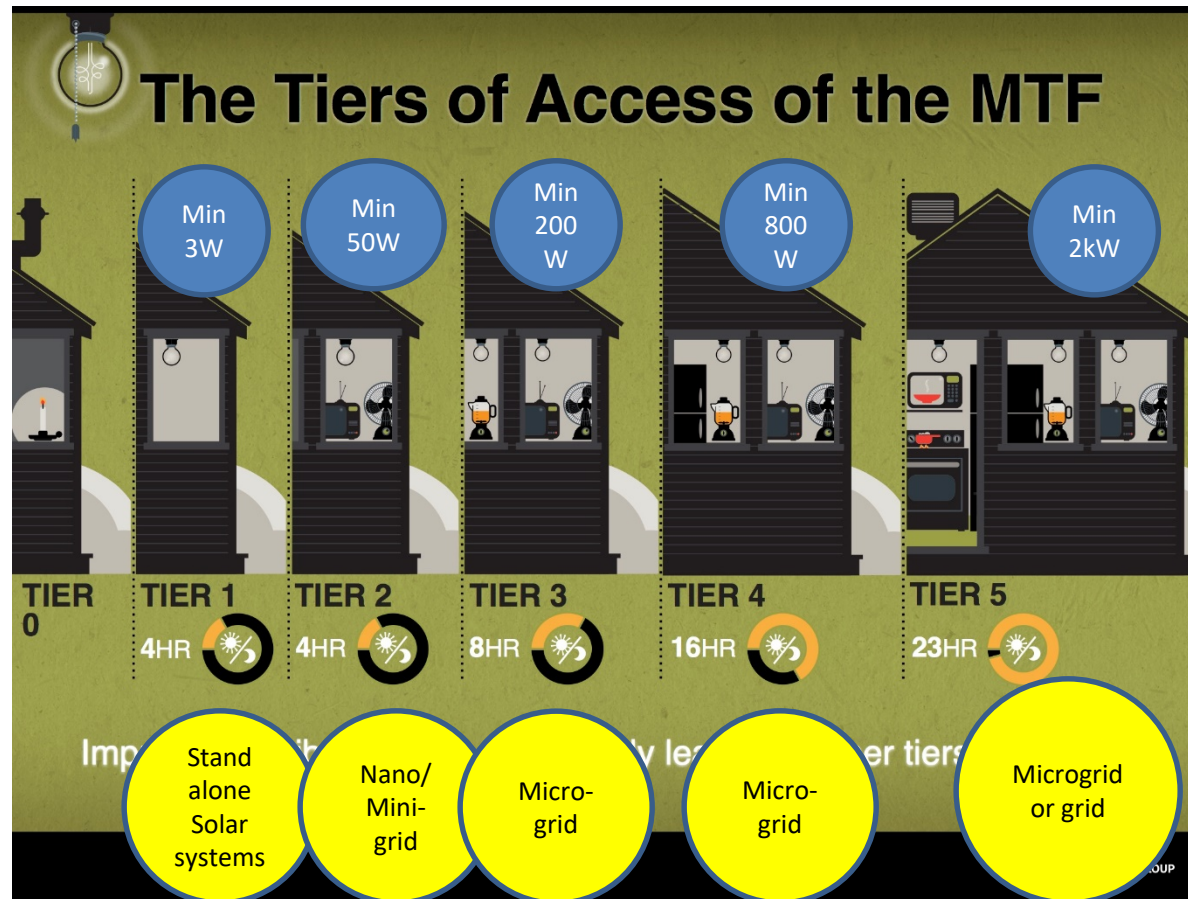 The Tiers of Access of the MTF
Min
3W
Min
50W
Min
200
W
Min
800
W
Min
2kW
TIER
0
TIER 1
4HR
TIER 2
4HR
TIER 3
8HR
TIER 4
16HR
TIER 5
23HR
Stand
alone
Solar
systems
Nano/
Mini-
grid
Micro-
grid
Micro-
grid
Microgrid
or grid